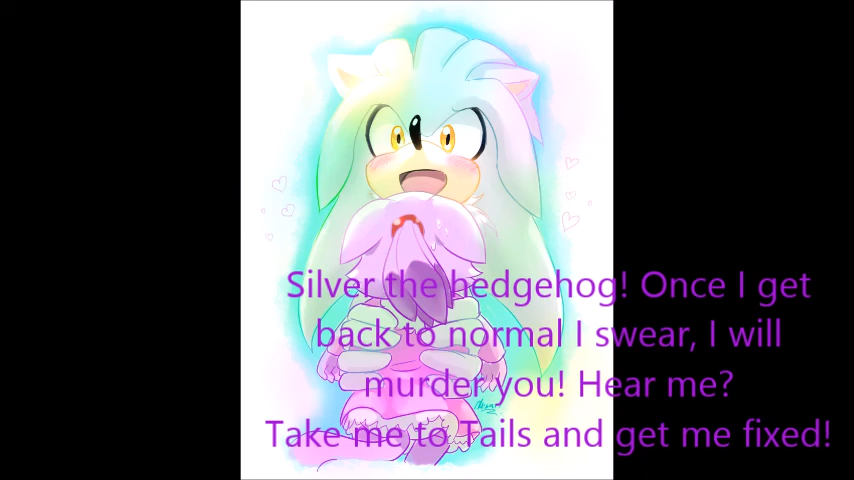 Silver the hedgehog! Once I get
back to normal I swear, I will
murder you! Hear me?
Take me to Tails and get me fixed!